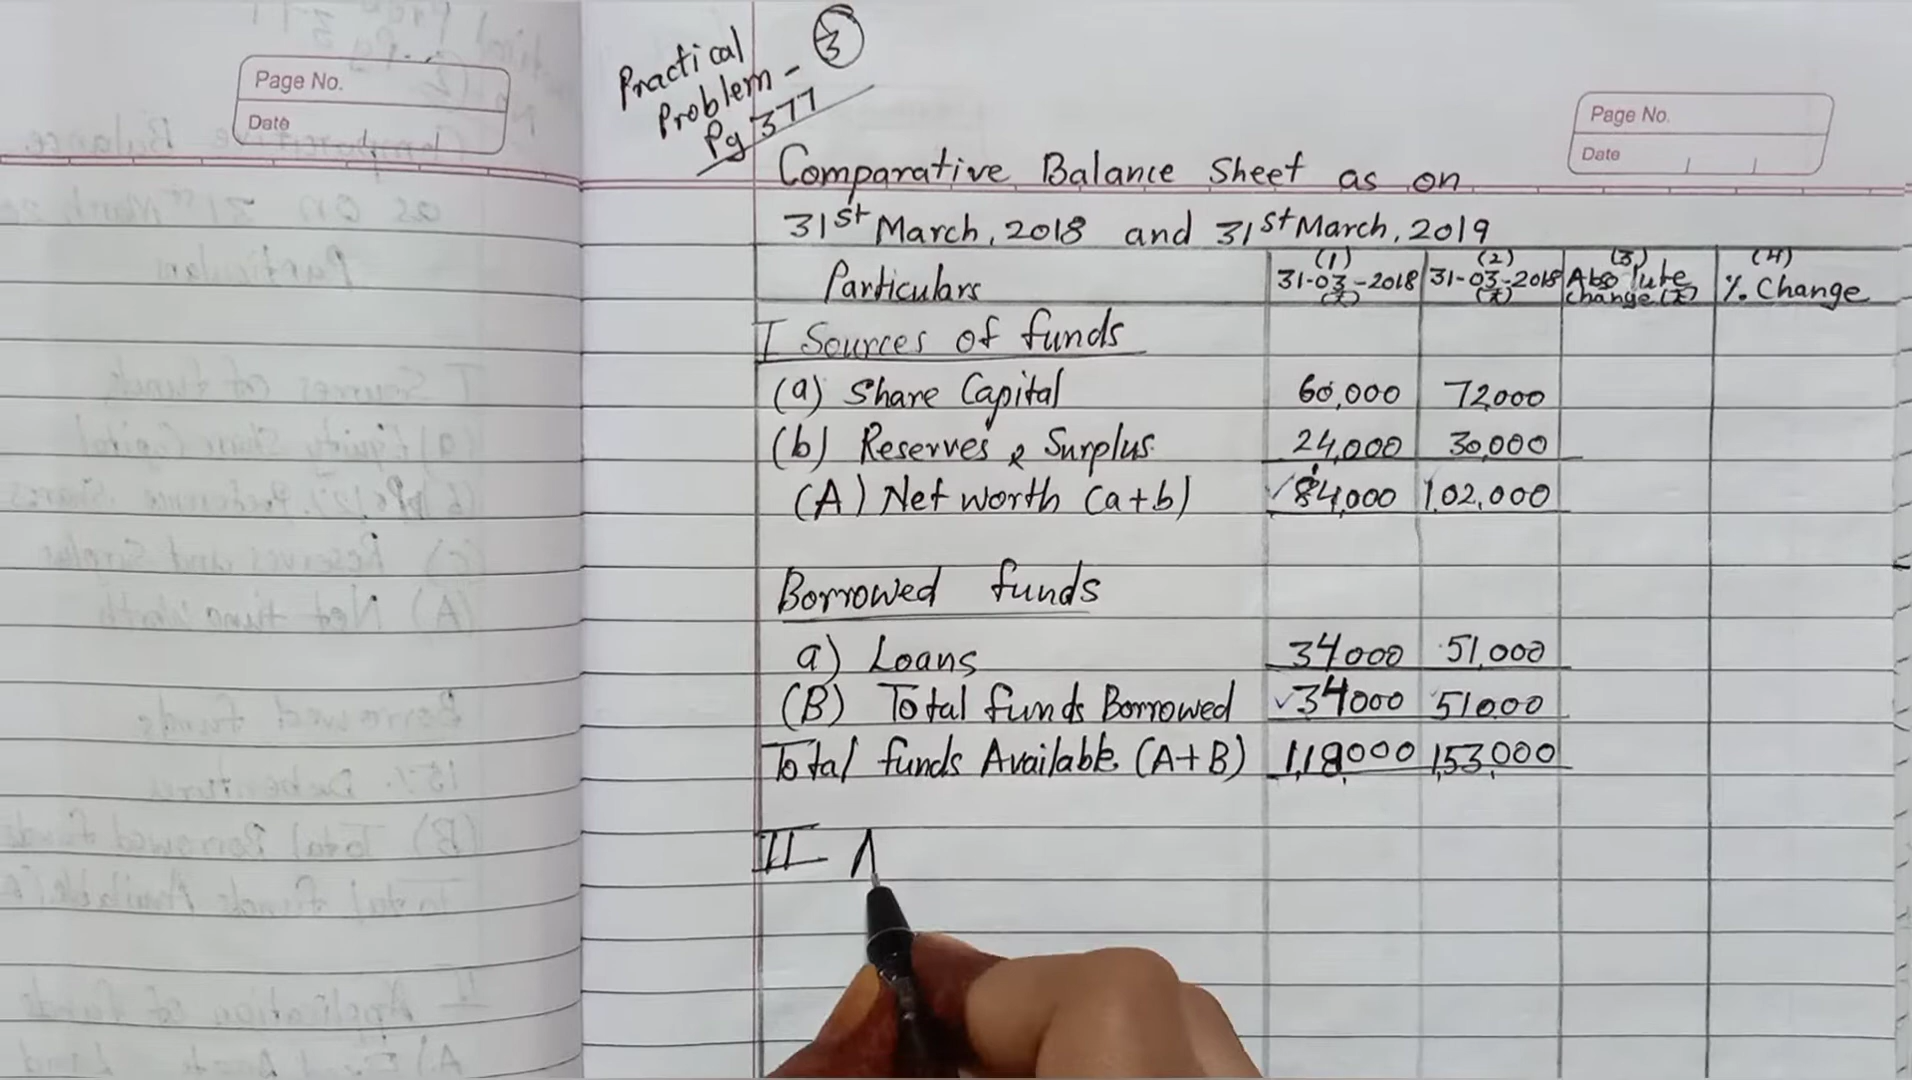 Page No.
Date
Practical
Problem - 3
Pg 377
Page No.
Date
Comparative Balance Sheet as on
31st March, 2018 and 31st March, 2019
Particulars (1) 31-03-2018 (₹) (2) 31-03-2018 (₹) (3) Absolute Change (₹) (4) % Change
I Sources of funds
(a) Share Capital 60,000 72,000
(b) Reserves & Surplus 24,000 30,000
(A) Net worth (a+b) 84,000 1,02,000
Borrowed funds
a) Loans 34000 51,000
(B) Total funds Borrowed 34000 51000
Total funds Available (A+B) 1,18,000 1,53,000
II A